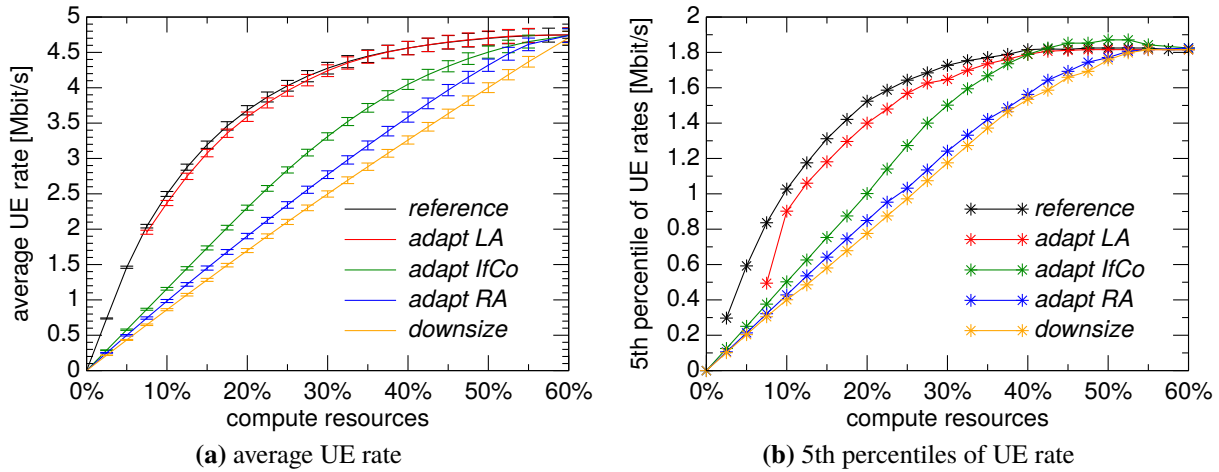 5
4.5
4
3.5
3
2.5
2
1.5
1
0.5
0
average UE rate [Mbit/s]
reference
adapt LA
adapt IfCo
adapt RA
downsize
0% 10% 20% 30% 40% 50% 60%
compute resources
(a) average UE rate
2
1.8
1.6
1.4
1.2
1
0.8
0.6
0.4
0.2
0
5th percentile of UE rates [Mbit/s]
reference
adapt LA
adapt IfCo
adapt RA
downsize
0% 10% 20% 30% 40% 50% 60%
compute resources
(b) 5th percentiles of UE rate